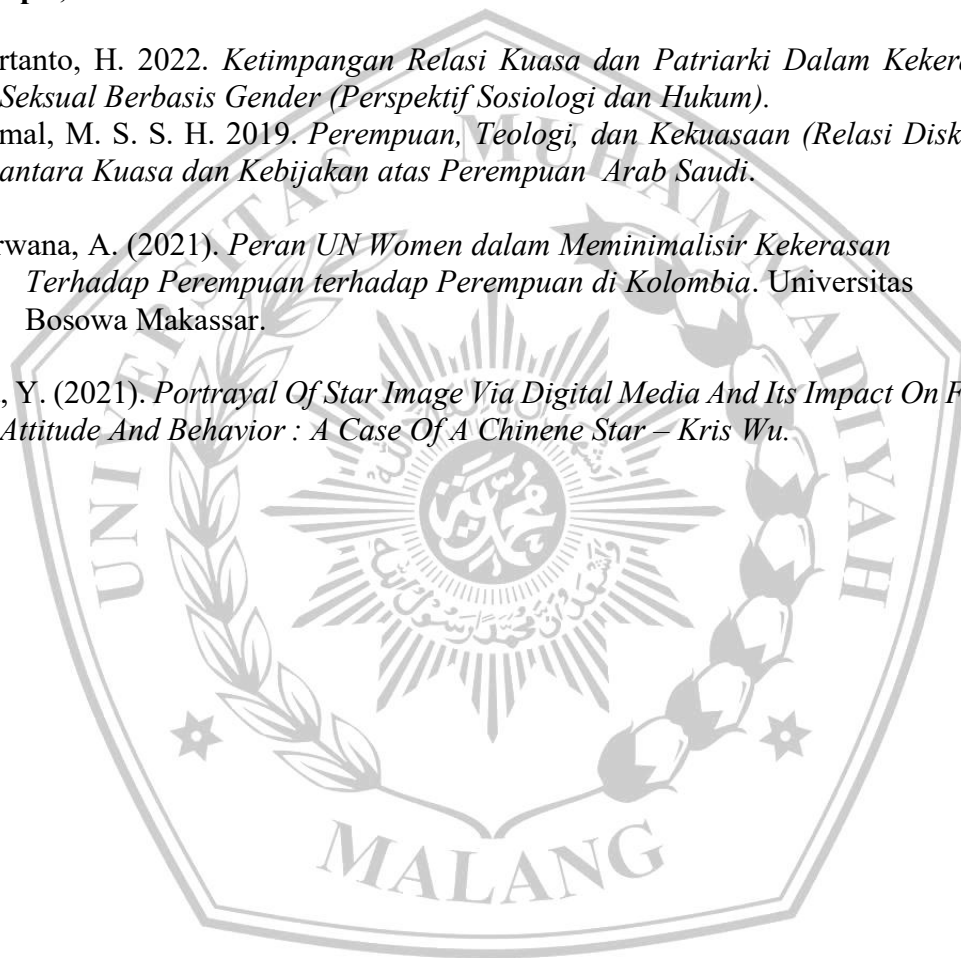 rtanto, H. 2022. Ketimpangan Relasi Kuasa dan Patriarki Dalam Kekera
Seksual Berbasis Gender (Perspektif Sosiologi dan Hukum).
mal, M. S. S. H. 2019. Perempuan, Teologi, dan Kekuasaan (Relasi Disk
antara Kuasa dan Kebijakan atas Perempuan Arab Saudi.
rwana, A. (2021). Peran UN Women dalam Meminimalisir Kekerasan
Terhadap Perempuan terhadap Perempuan di Kolombia. Universitas
Bosowa Makassar.
, Y. (2021). Portrayal Of Star Image Via Digital Media And Its Impact On F
Attitude And Behavior : A Case Of A Chinene Star – Kris Wu.
UNIVERSITAS MUHAMMADIYAH
MALANG